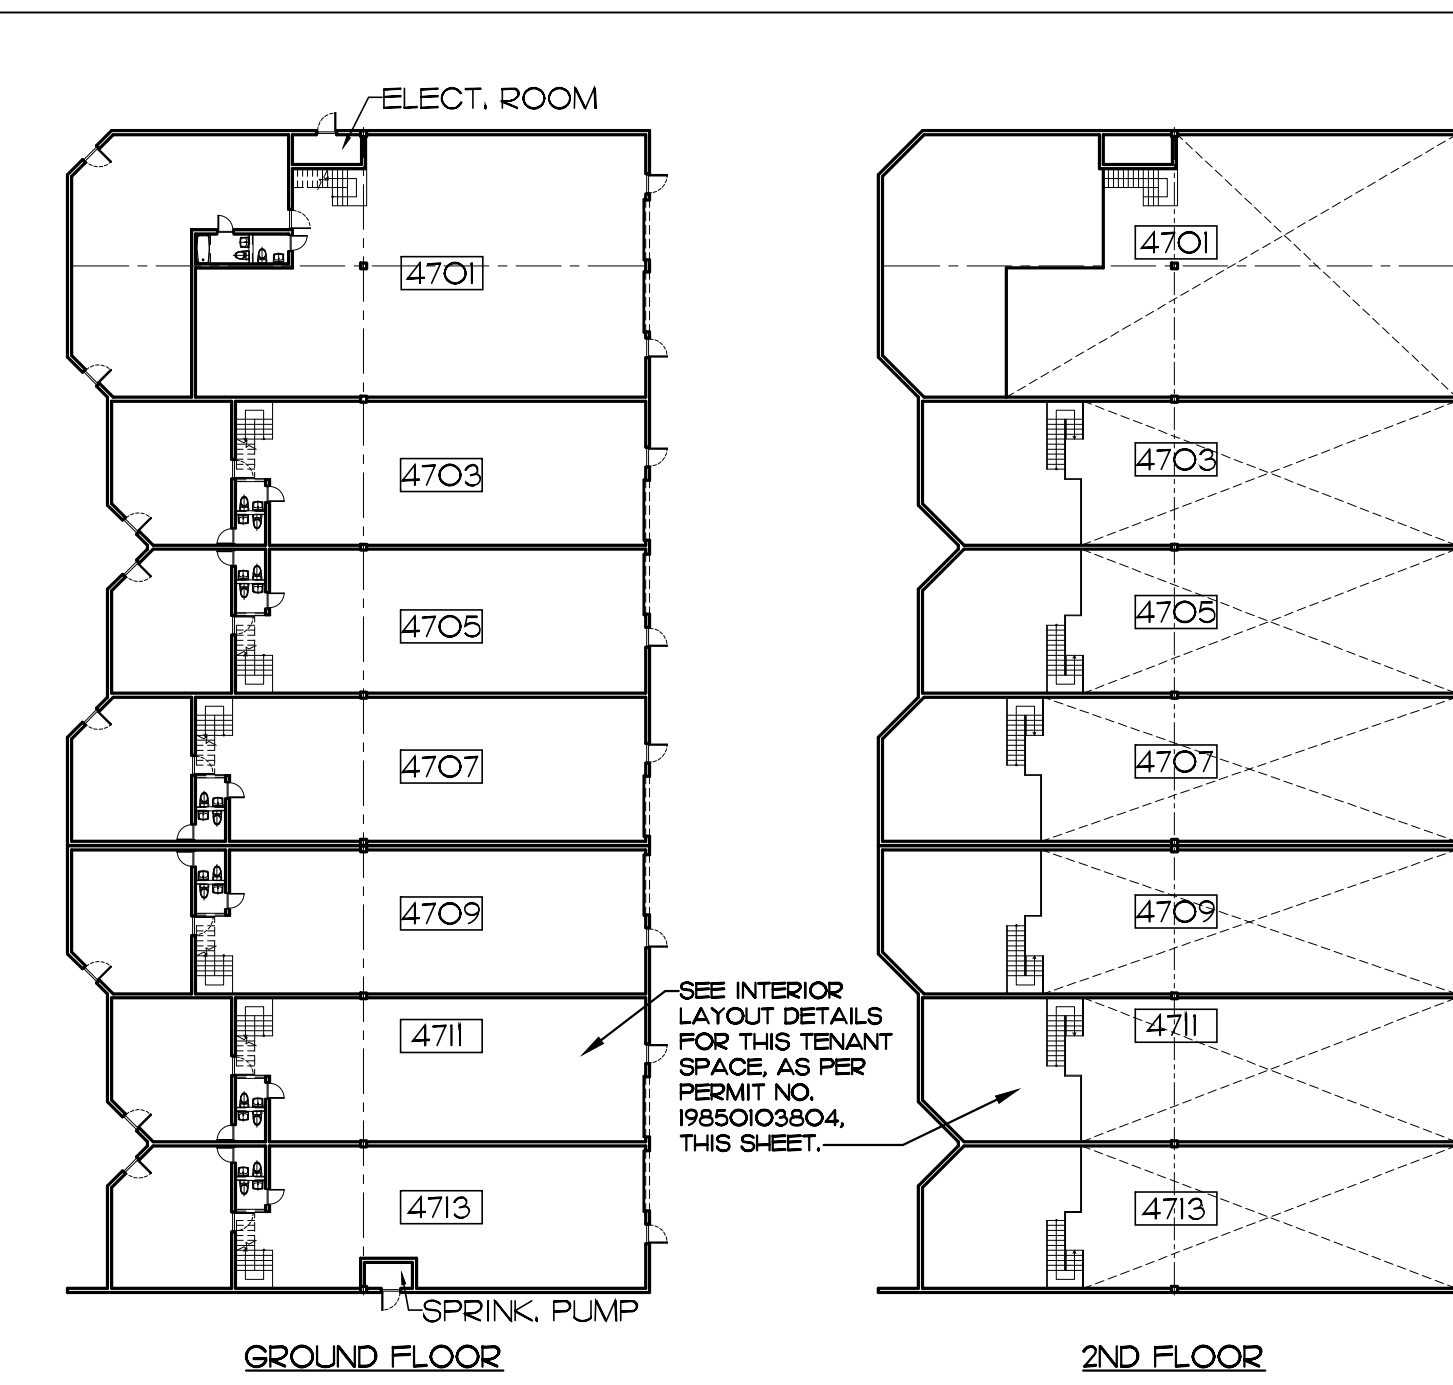 ELECT. ROOM
4701
4703
4705
4707
4709
4711
4713
SPRINK. PUMP
GROUND FLOOR
SEE INTERIOR
LAYOUT DETAILS
FOR THIS TENANT
SPACE, AS PER
PERMIT NO.
19850103804,
THIS SHEET.
4701
4703
4705
4707
4709
4711
4713
2ND FLOOR